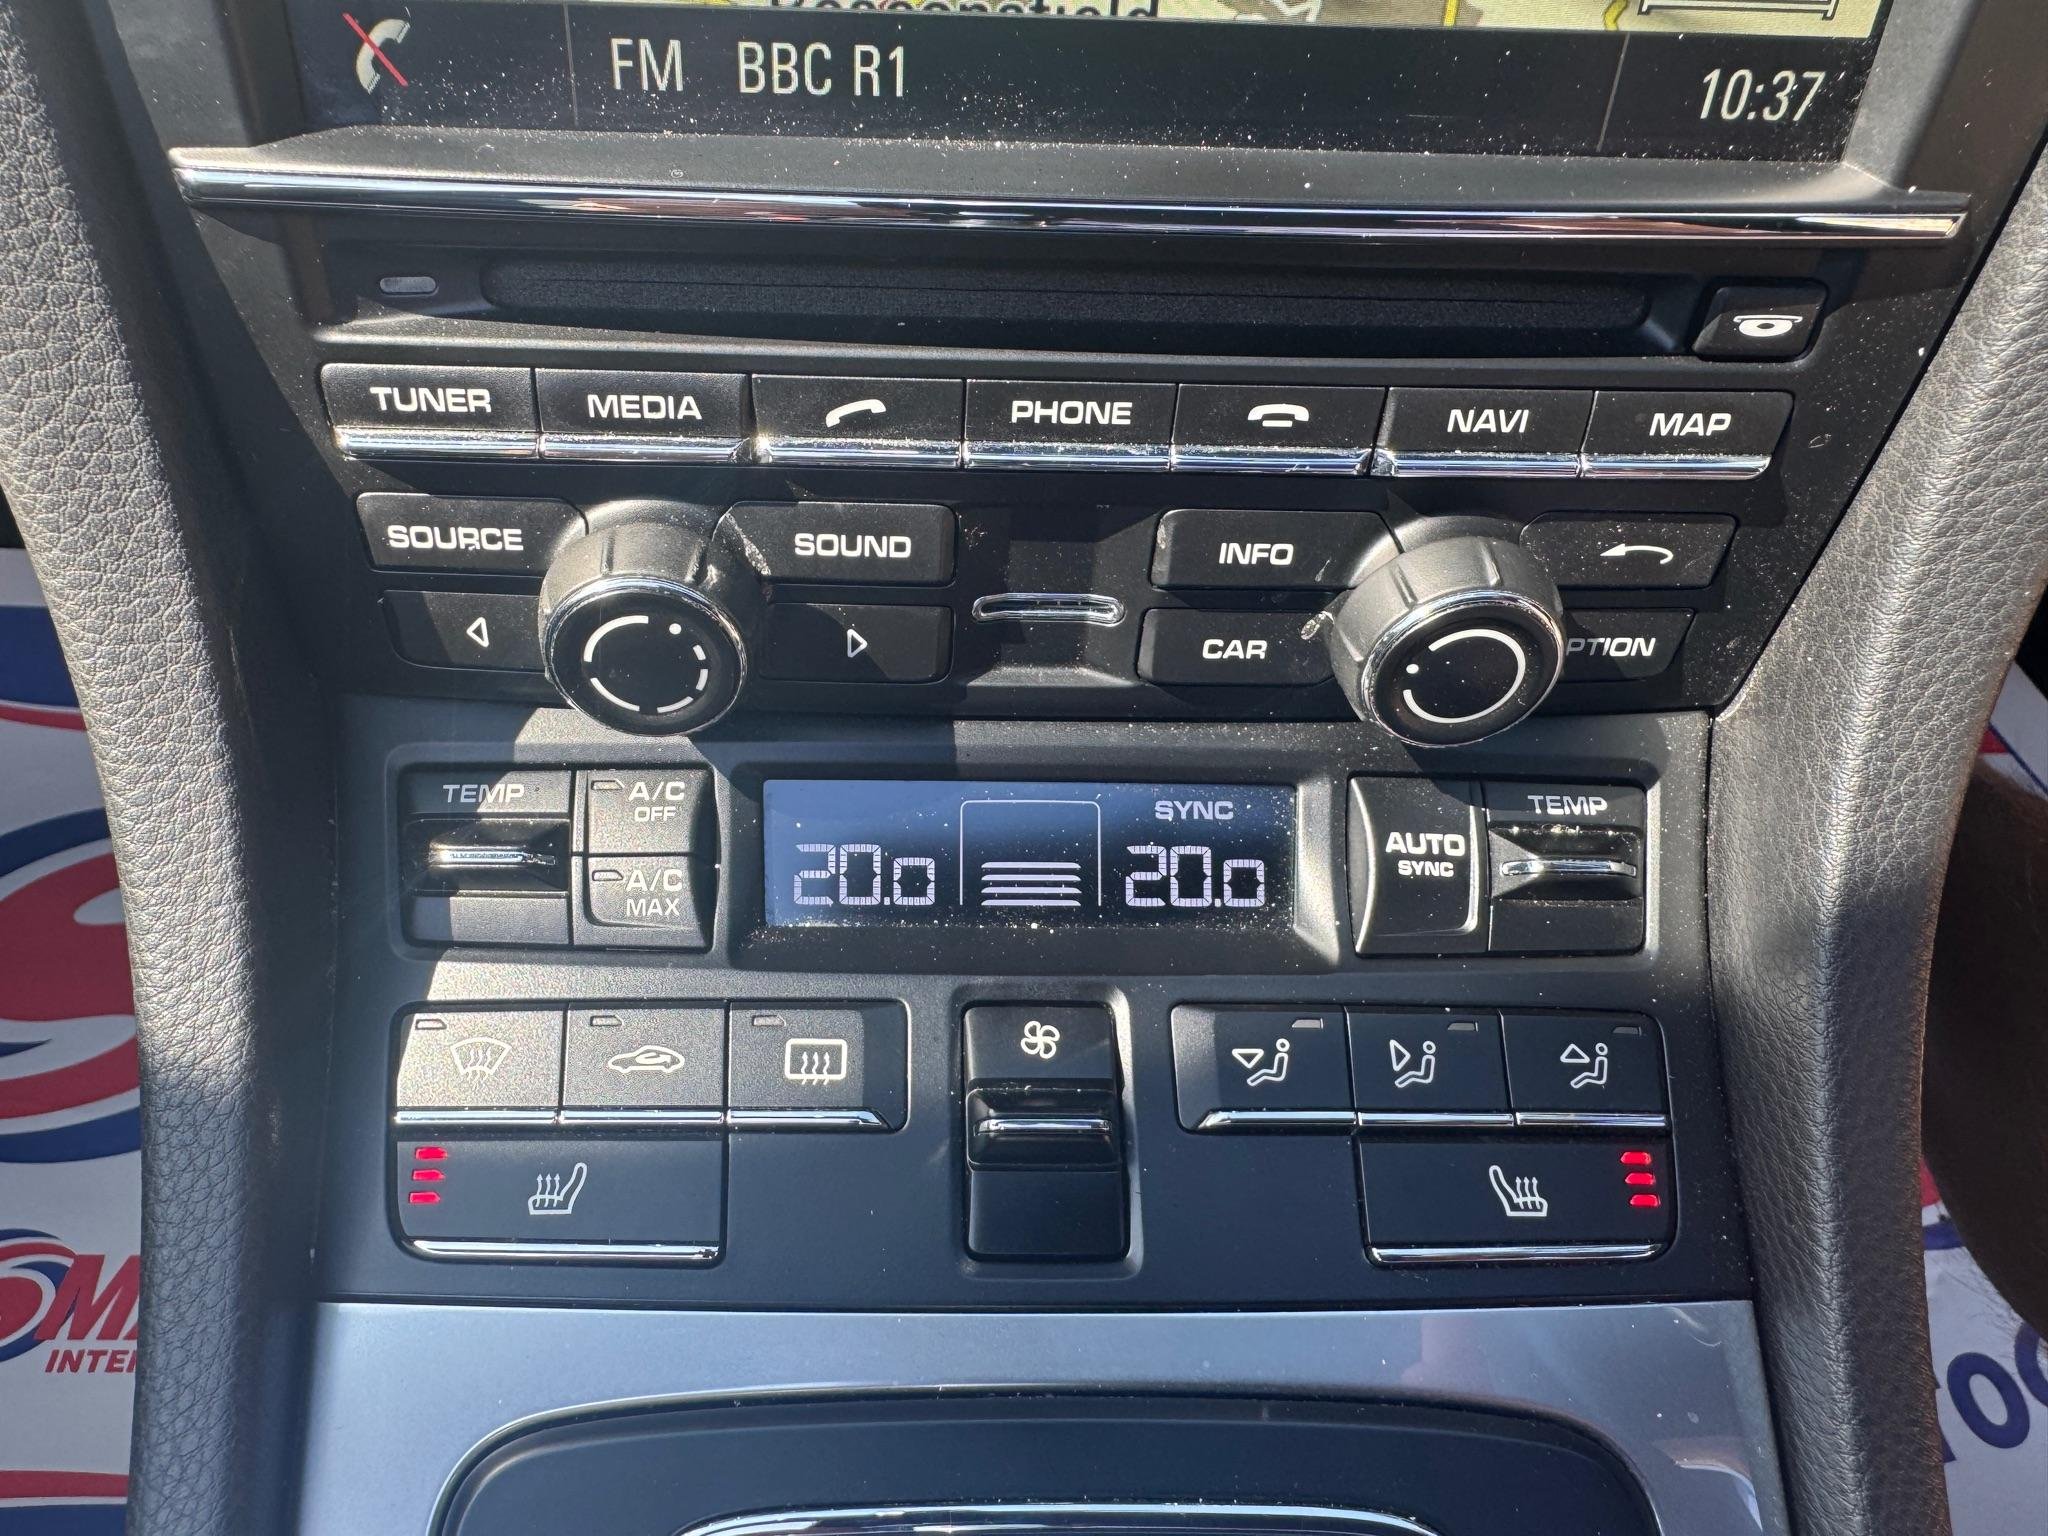 FM BBC R1 10:37
TUNER MEDIA PHONE NAVI MAP
SOURCE SOUND INFO
CAR PTION
TEMP A/C OFF SYNC TEMP
20.0 20.0 AUTO SYNC
A/C MAX
INTER